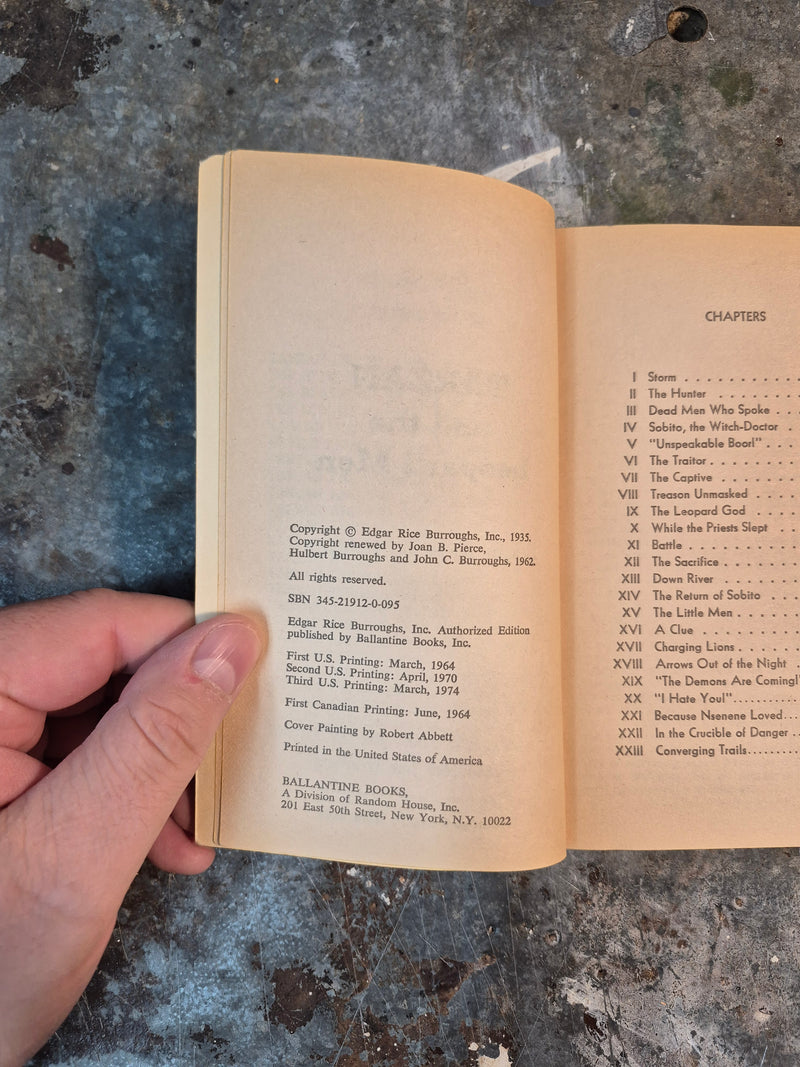 Copyright © Edgar Rice Burroughs, Inc., 1935.
Copyright renewed by Joan B. Pierce,
Hulbert Burroughs and John C. Burroughs, 1962.
All rights reserved.
SBN 345-21912-0-095
Edgar Rice Burroughs, Inc. Authorized Edition
published by Ballantine Books, Inc.
First U.S. Printing: March, 1964
Second U.S. Printing: April, 1970
Third U.S. Printing: March, 1974
First Canadian Printing: June, 1964
Cover Painting by Robert Abbett
Printed in the United States of America
BALLANTINE BOOKS,
A Division of Random House, Inc.
201 East 50th Street, New York, N.Y. 10022
CHAPTERS
I Storm . . . . . . . . . . .
II The Hunter . . . . . . . .
III Dead Men Who Spoke . . .
IV Sobito, the Witch-Doctor .
V "Unspeakable Boorl" . . .
VI The Traitor . . . . . . . .
VII The Captive . . . . . . . .
VIII Treason Unmasked . . . .
IX The Leopard God . . . .
X While the Priests Slept . .
XI Battle . . . . . . . . . .
XII The Sacrifice . . . . . . .
XIII Down River . . . . . . .
XIV The Return of Sobito . . .
XV The Little Men . . . . . .
XVI A Clue . . . . . . . . .
XVII Charging Lions . . . . . .
XVIII Arrows Out of the Night .
XIX "The Demons Are Coming!
XX "I Hate You!"..........
XXI Because Nsenene Loved...
XXII In the Crucible of Danger ..
XXIII Converging Trails.........